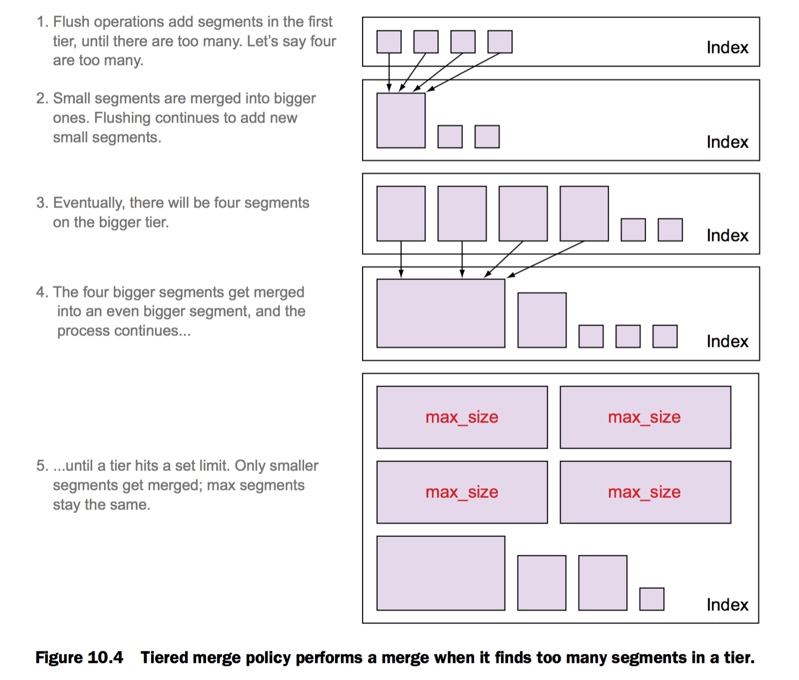 1. Flush operations add segments in the first
tier, until there are too many. Let's say four
are too many.
Index
2. Small segments are merged into bigger
ones. Flushing continues to add new
small segments.
Index
3. Eventually, there will be four segments
on the bigger tier.
Index
4. The four bigger segments get merged
into an even bigger segment, and the
process continues...
Index
max_size
max_size
max_size
max_size
5. ...until a tier hits a set limit. Only smaller
segments get merged; max segments
stay the same.
Index
Figure 10.4 Tiered merge policy performs a merge when it finds too many segments in a tier.